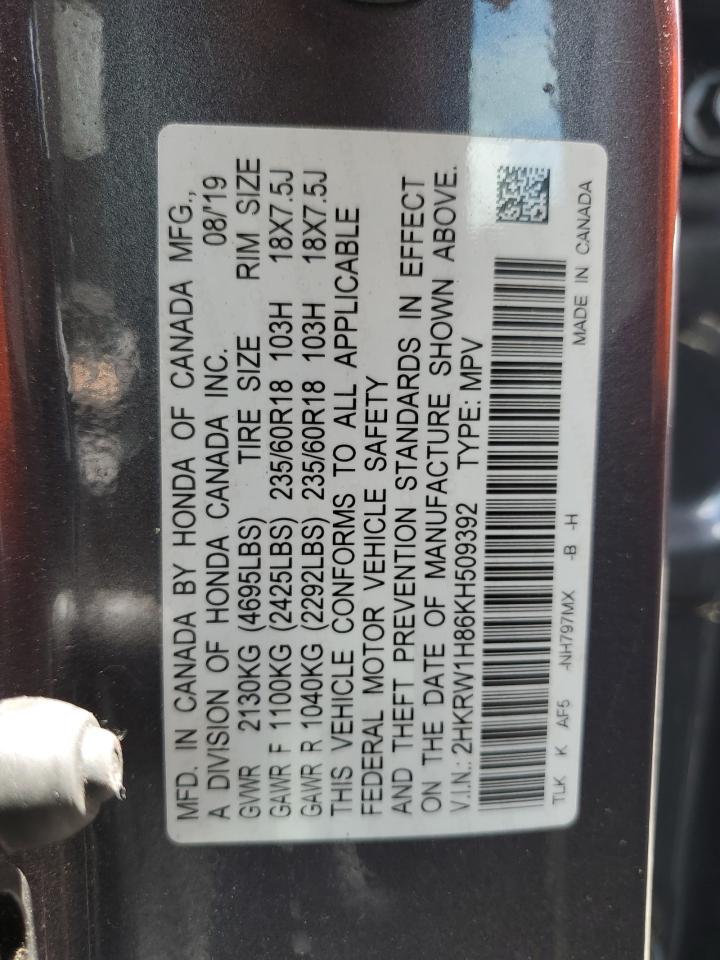 MFD. IN CANADA BY HONDA OF CANADA MFG.,
A DIVISION OF HONDA CANADA INC. 08/'19
GVWR 2130KG (4695LBS) TIRE SIZE RIM SIZE
GAWR F 1100KG (2425LBS) 235/60R18 103H 18X7.5J
GAWR R 1040KG (2292LBS) 235/60R18 103H 18X7.5J
THIS VEHICLE CONFORMS TO ALL APPLICABLE
FEDERAL MOTOR VEHICLE SAFETY
AND THEFT PREVENTION STANDARDS IN EFFECT
ON THE DATE OF MANUFACTURE SHOWN ABOVE.
V.I.N.: 2HKRW1H86KH509392 TYPE: MPV
TLK K AF5 -NH797MX -B -H
MADE IN CANADA